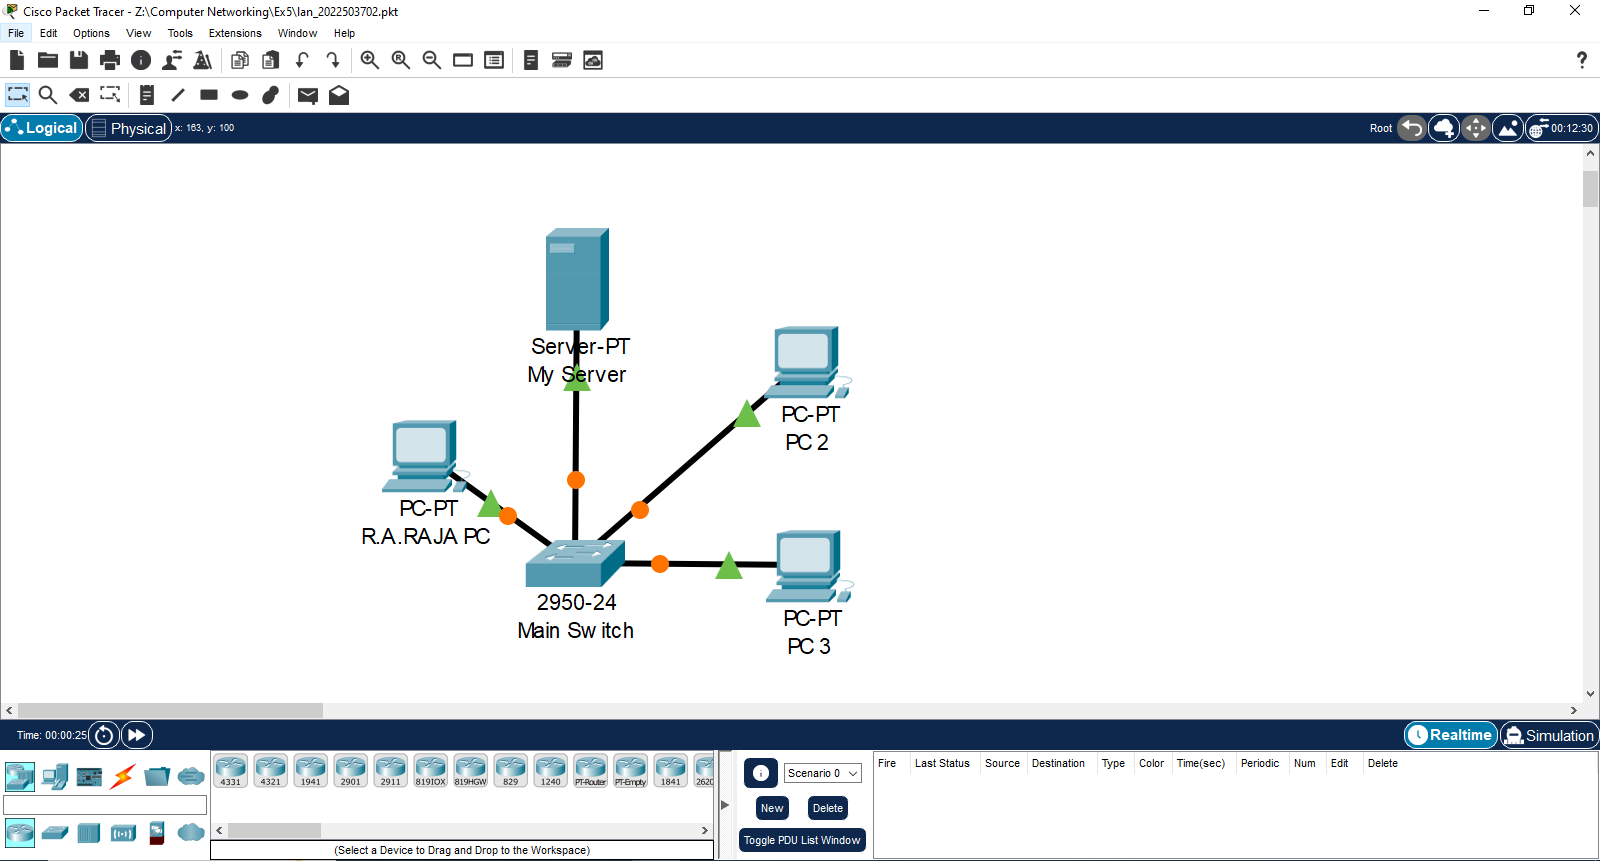 Cisco Packet Tracer - Z:\Computer Networking\Ex5\lan_2022503702.pkt
File Edit Options View Tools Extensions Window Help
?
Logical Physical x: 163, y: 100 Root 00:12:30
Server-PT
My Server
PC-PT
PC 2
PC-PT
R.A.RAJA PC
2950-24
Main Switch
PC-PT
PC 3
Time: 00:00:25 Realtime Simulation
4331 4321 1941 2901 2911 819IOX 819HGW 829 1240 PT-Router PT-Empty 1841 2620
(Select a Device to Drag and Drop to the Workspace)
Scenario 0
New Delete
Toggle PDU List Window
Fire Last Status Source Destination Type Color Time(sec) Periodic Num Edit Delete